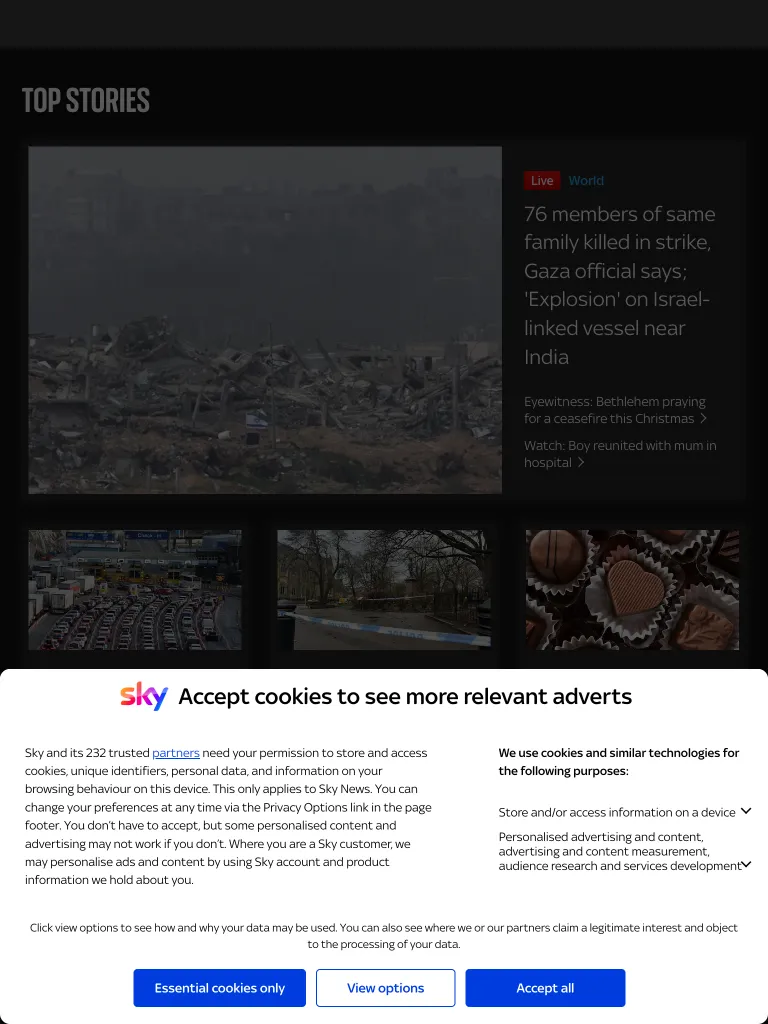 TOP STORIES
Live World
76 members of same
family killed in strike,
Gaza official says;
'Explosion' on Israel-
linked vessel near
India
Eyewitness: Bethlehem praying
for a ceasefire this Christmas
Watch: Boy reunited with mum in
hospital
sky Accept cookies to see more relevant adverts
Sky and its 232 trusted partners need your permission to store and access
cookies, unique identifiers, personal data, and information on your
browsing behaviour on this device. This only applies to Sky News. You can
change your preferences at any time via the Privacy Options link in the page
footer. You don't have to accept, but some personalised content and
advertising may not work if you don't. Where you are a Sky customer, we
may personalise ads and content by using Sky account and product
information we hold about you.
We use cookies and similar technologies for
the following purposes:
Store and/or access information on a device
Personalised advertising and content,
advertising and content measurement,
audience research and services development
Click view options to see how and why your data may be used. You can also see where we or our partners claim a legitimate interest and object
to the processing of your data.
Essential cookies only
View options
Accept all